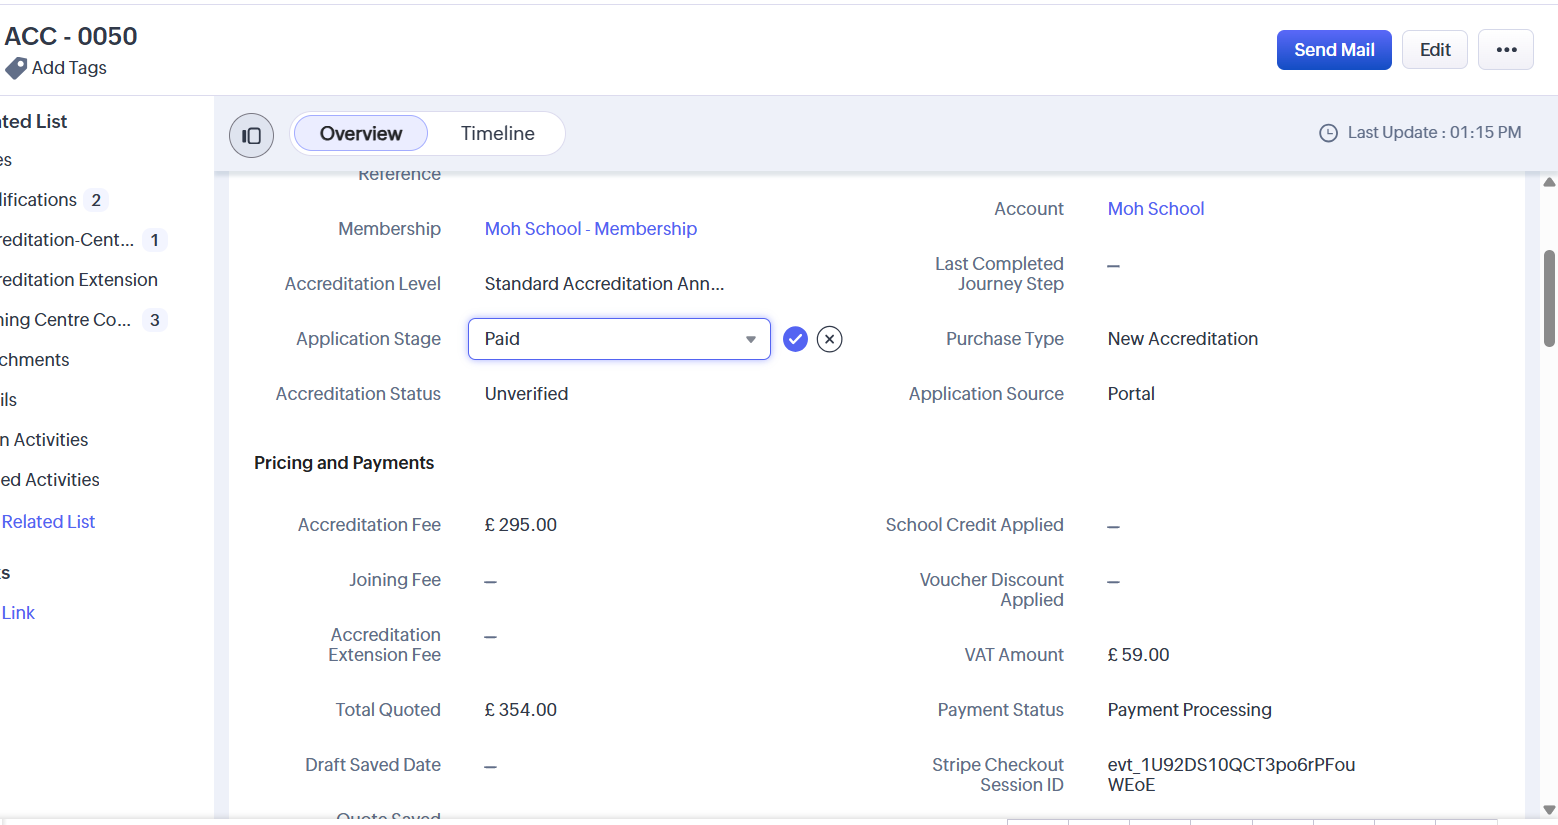 ACC - 0050
Add Tags
Send Mail
Edit
ated List
es
lifications 2
reditation-Cent... 1
reditation Extension
ning Centre Co... 3
chments
ils
n Activities
ed Activities
Related List
s
Link
Overview
Timeline
Last Update : 01:15 PM
Reference
Membership
Moh School - Membership
Accreditation Level
Standard Accreditation Ann...
Application Stage
Paid
Accreditation Status
Unverified
Account
Moh School
Last Completed
Journey Step
–
Purchase Type
New Accreditation
Application Source
Portal
Pricing and Payments
Accreditation Fee
£ 295.00
Joining Fee
–
Accreditation
Extension Fee
–
Total Quoted
£ 354.00
Draft Saved Date
–
Quote Saved
School Credit Applied
–
Voucher Discount
Applied
–
VAT Amount
£ 59.00
Payment Status
Payment Processing
Stripe Checkout
Session ID
evt_1U92DS10QCT3po6rPFou
WEoE